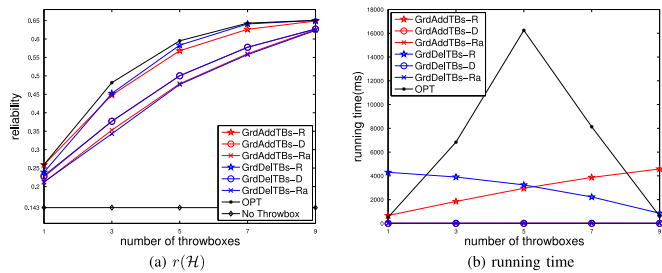 0.65
0.6
0.55
0.5
0.45
0.4
0.35
0.3
0.25
0.2
0.143
reliability
1 3 5 7 9
number of throwboxes
GrdAddTBs-R
GrdAddTBs-D
GrdAddTBs-Ra
GrdDelTBs-R
GrdDelTBs-D
GrdDelTBs-Ra
OPT
No Throwbox
(a) r(H)
18000
16000
14000
12000
10000
8000
6000
4000
2000
0
running time(ms)
1 3 5 7 9
number of throwboxes
GrdAddTBs-R
GrdAddTBs-D
GrdAddTBs-Ra
GrdDelTBs-R
GrdDelTBs-D
GrdDelTBs-Ra
OPT
(b) running time